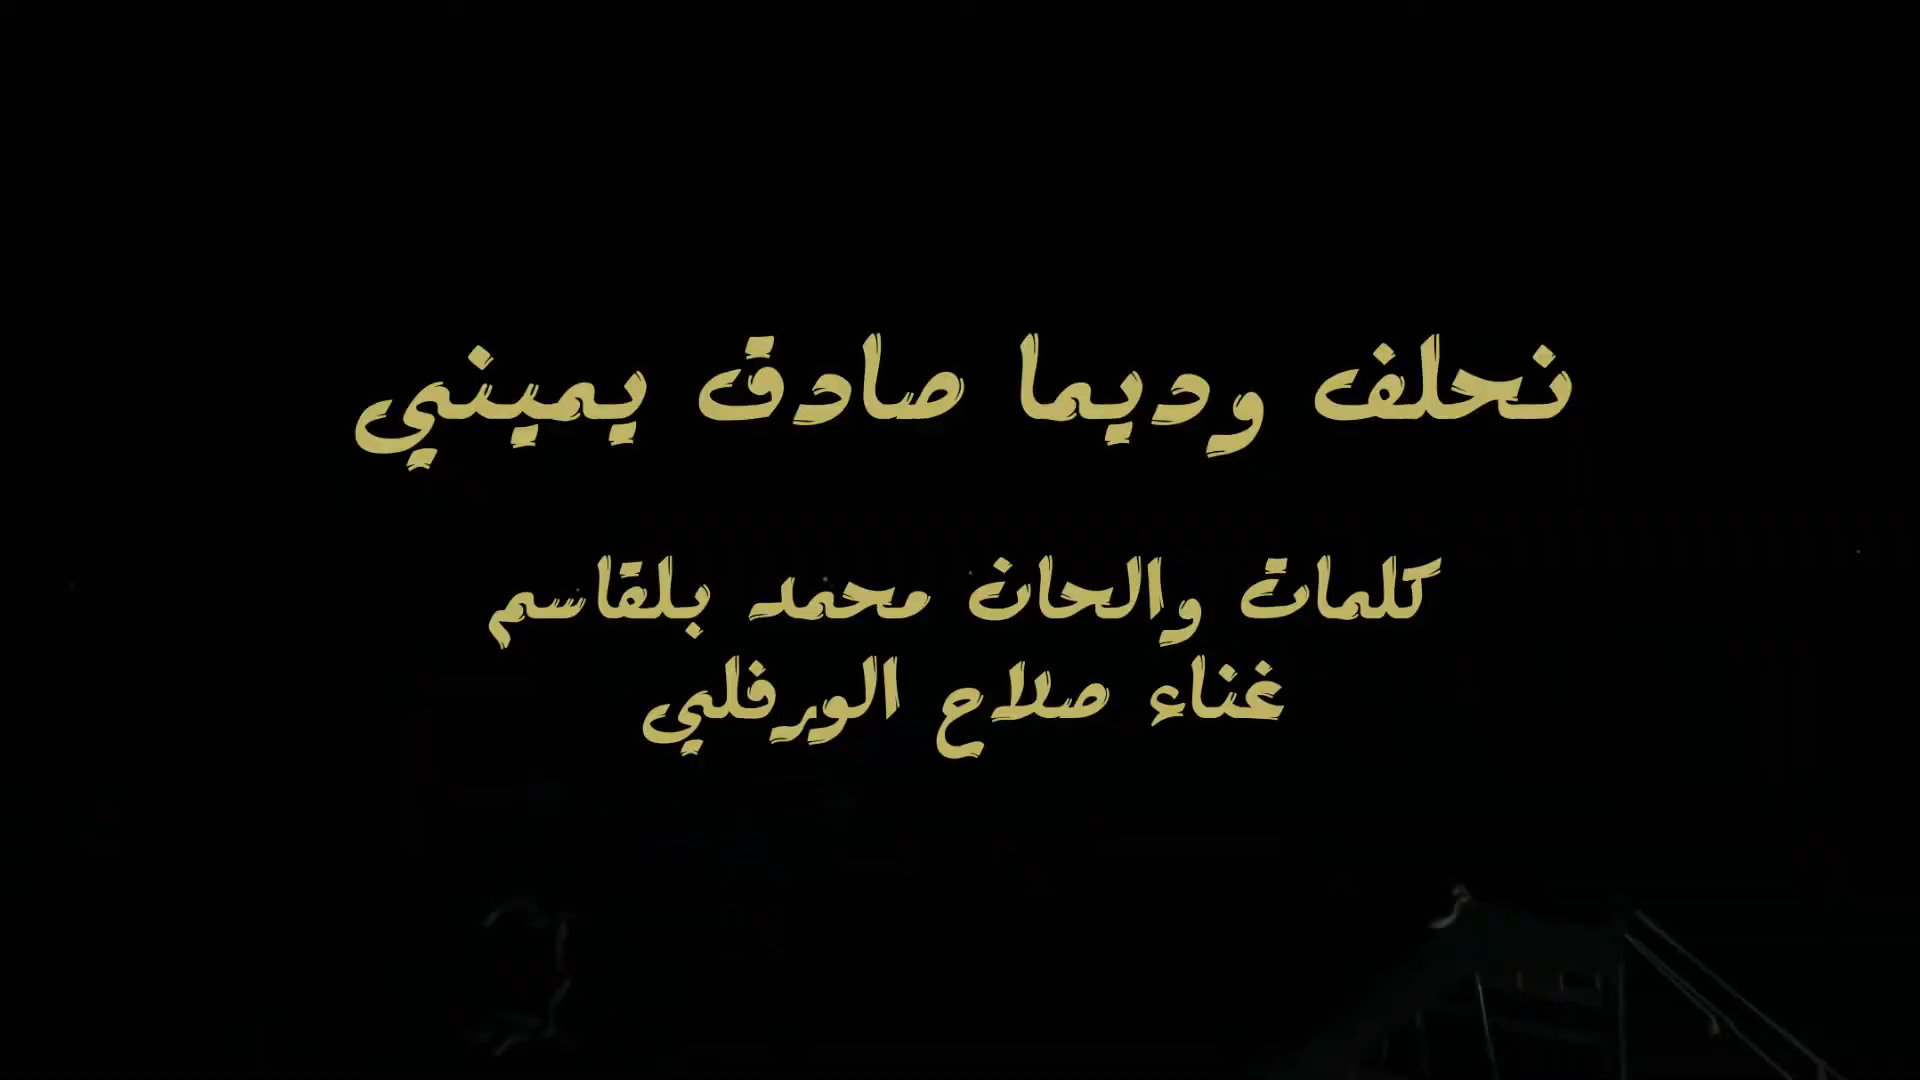 نحلف وديما صادق يميني
كلمات والحان محمد بلقاسم
غناء صلاح الورفلي